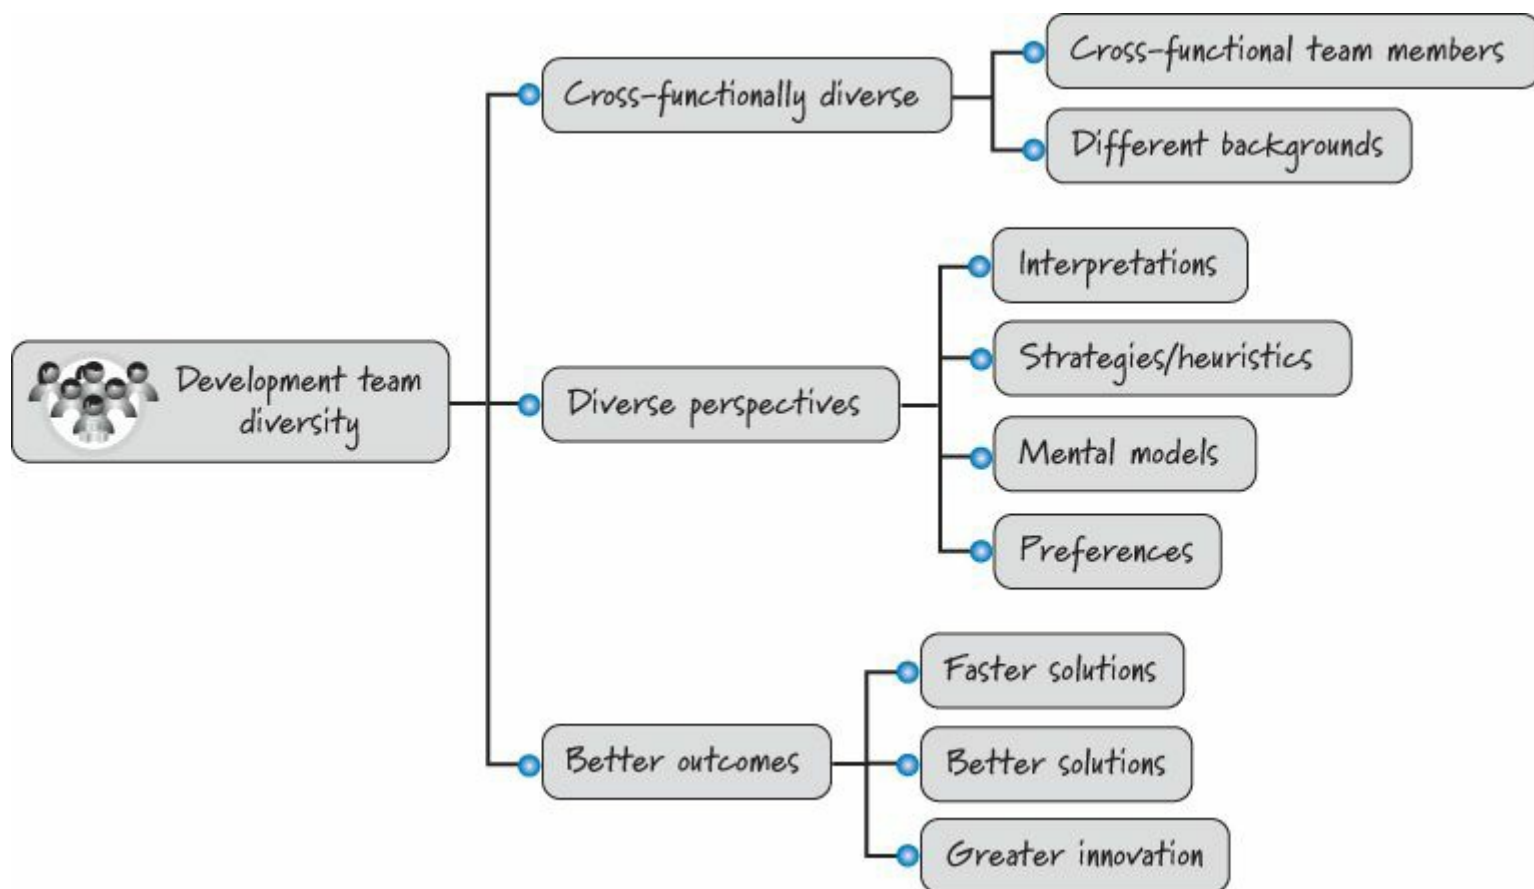 Development team
diversity
Cross-functionally diverse
Cross-functional team members
Different backgrounds
Diverse perspectives
Interpretations
Strategies/heuristics
Mental models
Preferences
Better outcomes
Faster solutions
Better solutions
Greater innovation